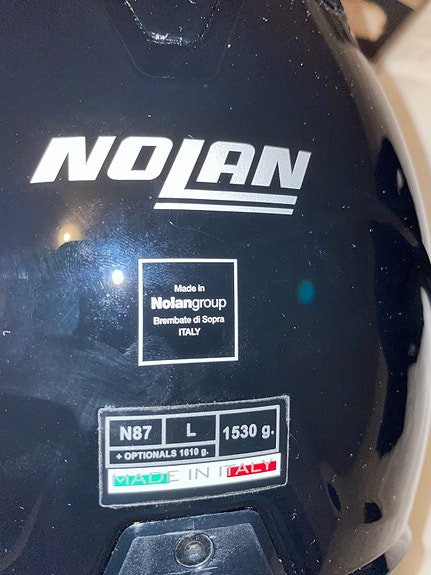 NOLAN
Made in
Nolangroup
Brembate di Sopra
ITALY
N87 L 1530 g.
+ OPTIONALS 1610 g.
MADE IN ITALY